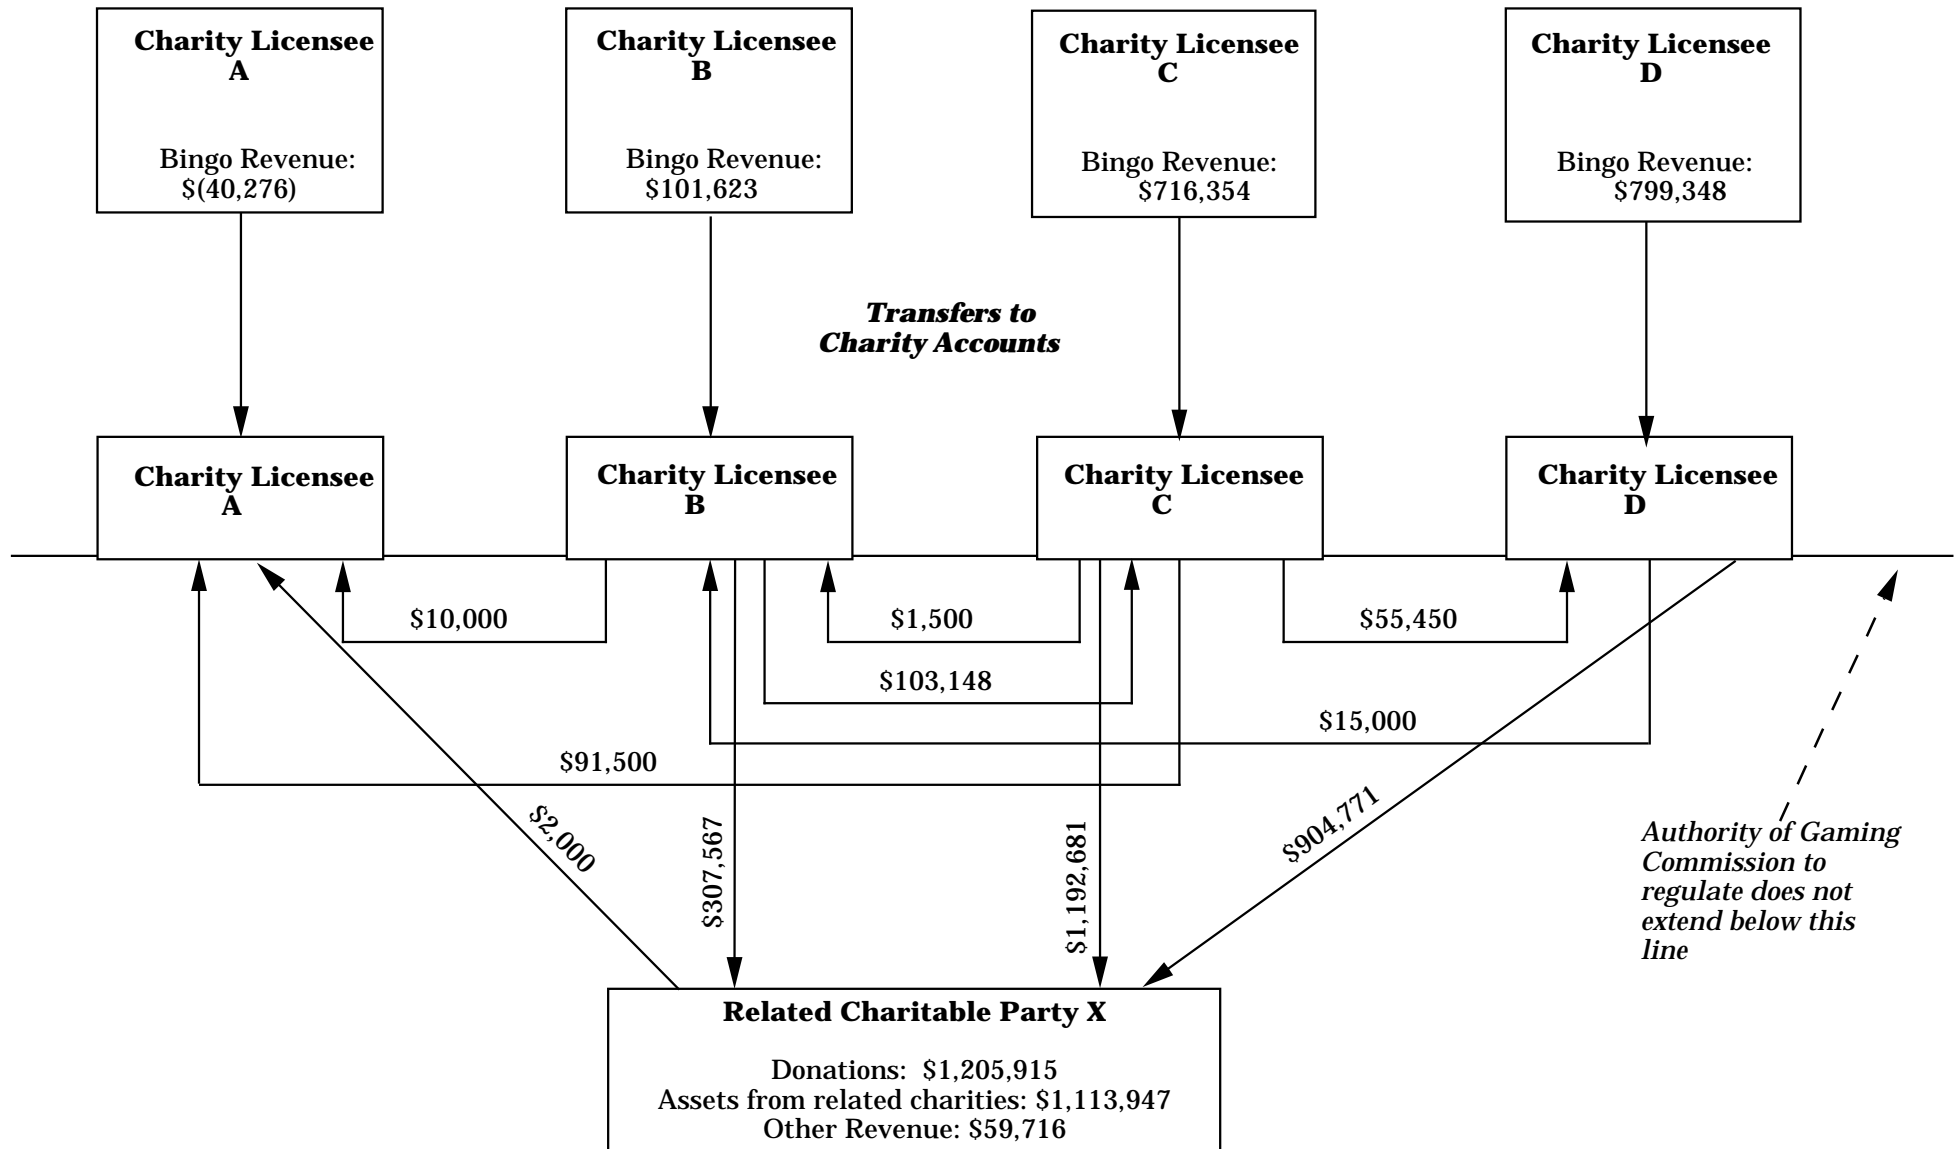 Charity Licensee
A
Bingo Revenue:
$(40,276)
Charity Licensee
B
Bingo Revenue:
$101,623
Charity Licensee
C
Bingo Revenue:
$716,354
Charity Licensee
D
Bingo Revenue:
$799,348
Transfers to
Charity Accounts
Charity Licensee
A
Charity Licensee
B
Charity Licensee
C
Charity Licensee
D
$10,000
$1,500
$55,450
$103,148
$15,000
$91,500
$2,000
$307,567
$1,192,681
$904,771
Authority of Gaming
Commission to
regulate does not
extend below this
line
Related Charitable Party X
Donations: $1,205,915
Assets from related charities: $1,113,947
Other Revenue: $59,716